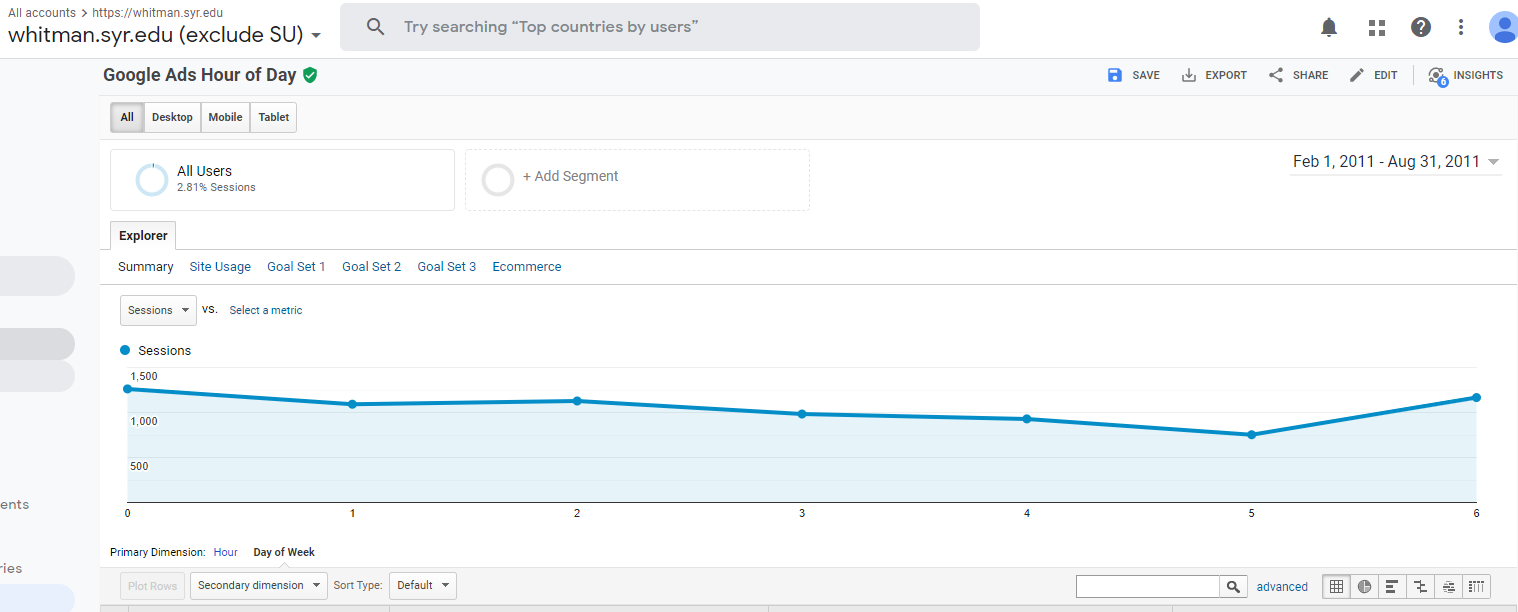 All accounts > https://whitman.syr.edu
whitman.syr.edu (exclude SU)
Try searching “Top countries by users”
Google Ads Hour of Day
SAVE EXPORT SHARE EDIT 6 INSIGHTS
All Desktop Mobile Tablet
All Users
2.81% Sessions
+ Add Segment
Feb 1, 2011 - Aug 31, 2011
Explorer
Summary Site Usage Goal Set 1 Goal Set 2 Goal Set 3 Ecommerce
Sessions VS. Select a metric
Sessions
1,500
1,000
500
0 1 2 3 4 5 6
ents
Primary Dimension: Hour Day of Week
ries
Plot Rows Secondary dimension Sort Type: Default advanced